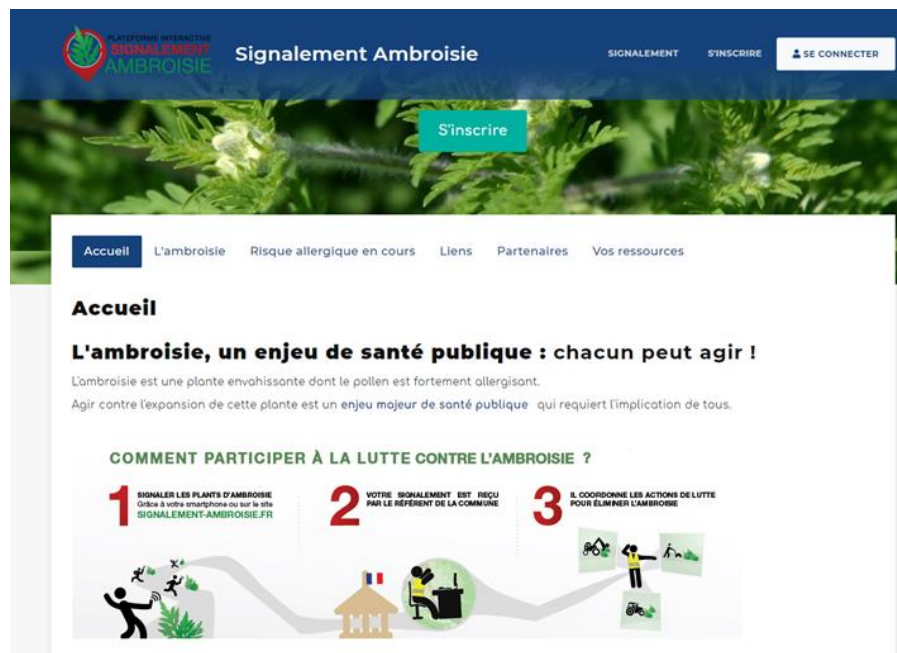 PLATEFORME INTERACTIVE
SIGNALEMENT
AMBROISIE
Signalement Ambroisie
SIGNALEMENT
S'INSCRIRE
SE CONNECTER
S'inscrire
Accueil
L'ambroisie
Risque allergique en cours
Liens
Partenaires
Vos ressources
Accueil
L'ambroisie, un enjeu de santé publique : chacun peut agir !
L'ambroisie est une plante envahissante dont le pollen est fortement allergisant.
Agir contre l'expansion de cette plante est un enjeu majeur de santé publique qui requiert l'implication de tous.
COMMENT PARTICIPER À LA LUTTE CONTRE L'AMBROISIE ?
1
SIGNALER LES PLANTS D'AMBROISIE
Grâce à votre smartphone ou sur le site
SIGNALEMENT-AMBROISIE.FR
2
VOTRE SIGNALEMENT EST REÇU
PAR LE RÉFÉRENT DE LA COMMUNE
3
IL COORDONNE LES ACTIONS DE LUTTE
POUR ÉLIMINER L'AMBROISIE